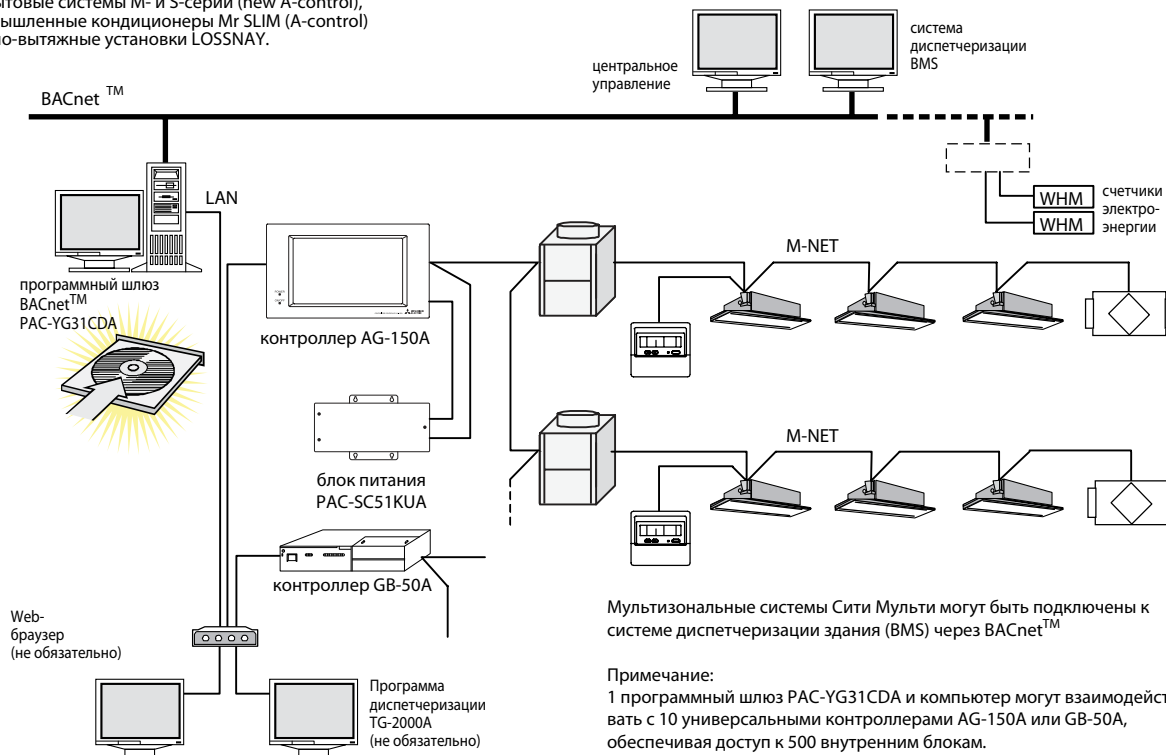 M- и S-серии (new A-control),
кондиционеры Mr SLIM (A-control)
установки LOSSNAY.
BACnet TM
центральное
управление
система
диспетчеризации
BMS
LAN
WHM
WHM
счетчики
электро-
энергии
M-NET
программный шлюз
BACnetTM
PAC-YG31CDA
контроллер AG-150A
блок питания
PAC-SC51KUA
M-NET
контроллер GB-50A
Web-
браузер
(не обязательно)
Программа
диспетчеризации
TG-2000A
(не обязательно)
Мультизональные системы Сити Мульти могут быть подключены к
системе диспетчеризации здания (BMS) через BACnetTM
Примечание:
1 программный шлюз PAC-YG31CDA и компьютер могут взаимодейст
вать с 10 универсальными контроллерами AG-150A или GB-50A,
обеспечивая доступ к 500 внутренним блокам.